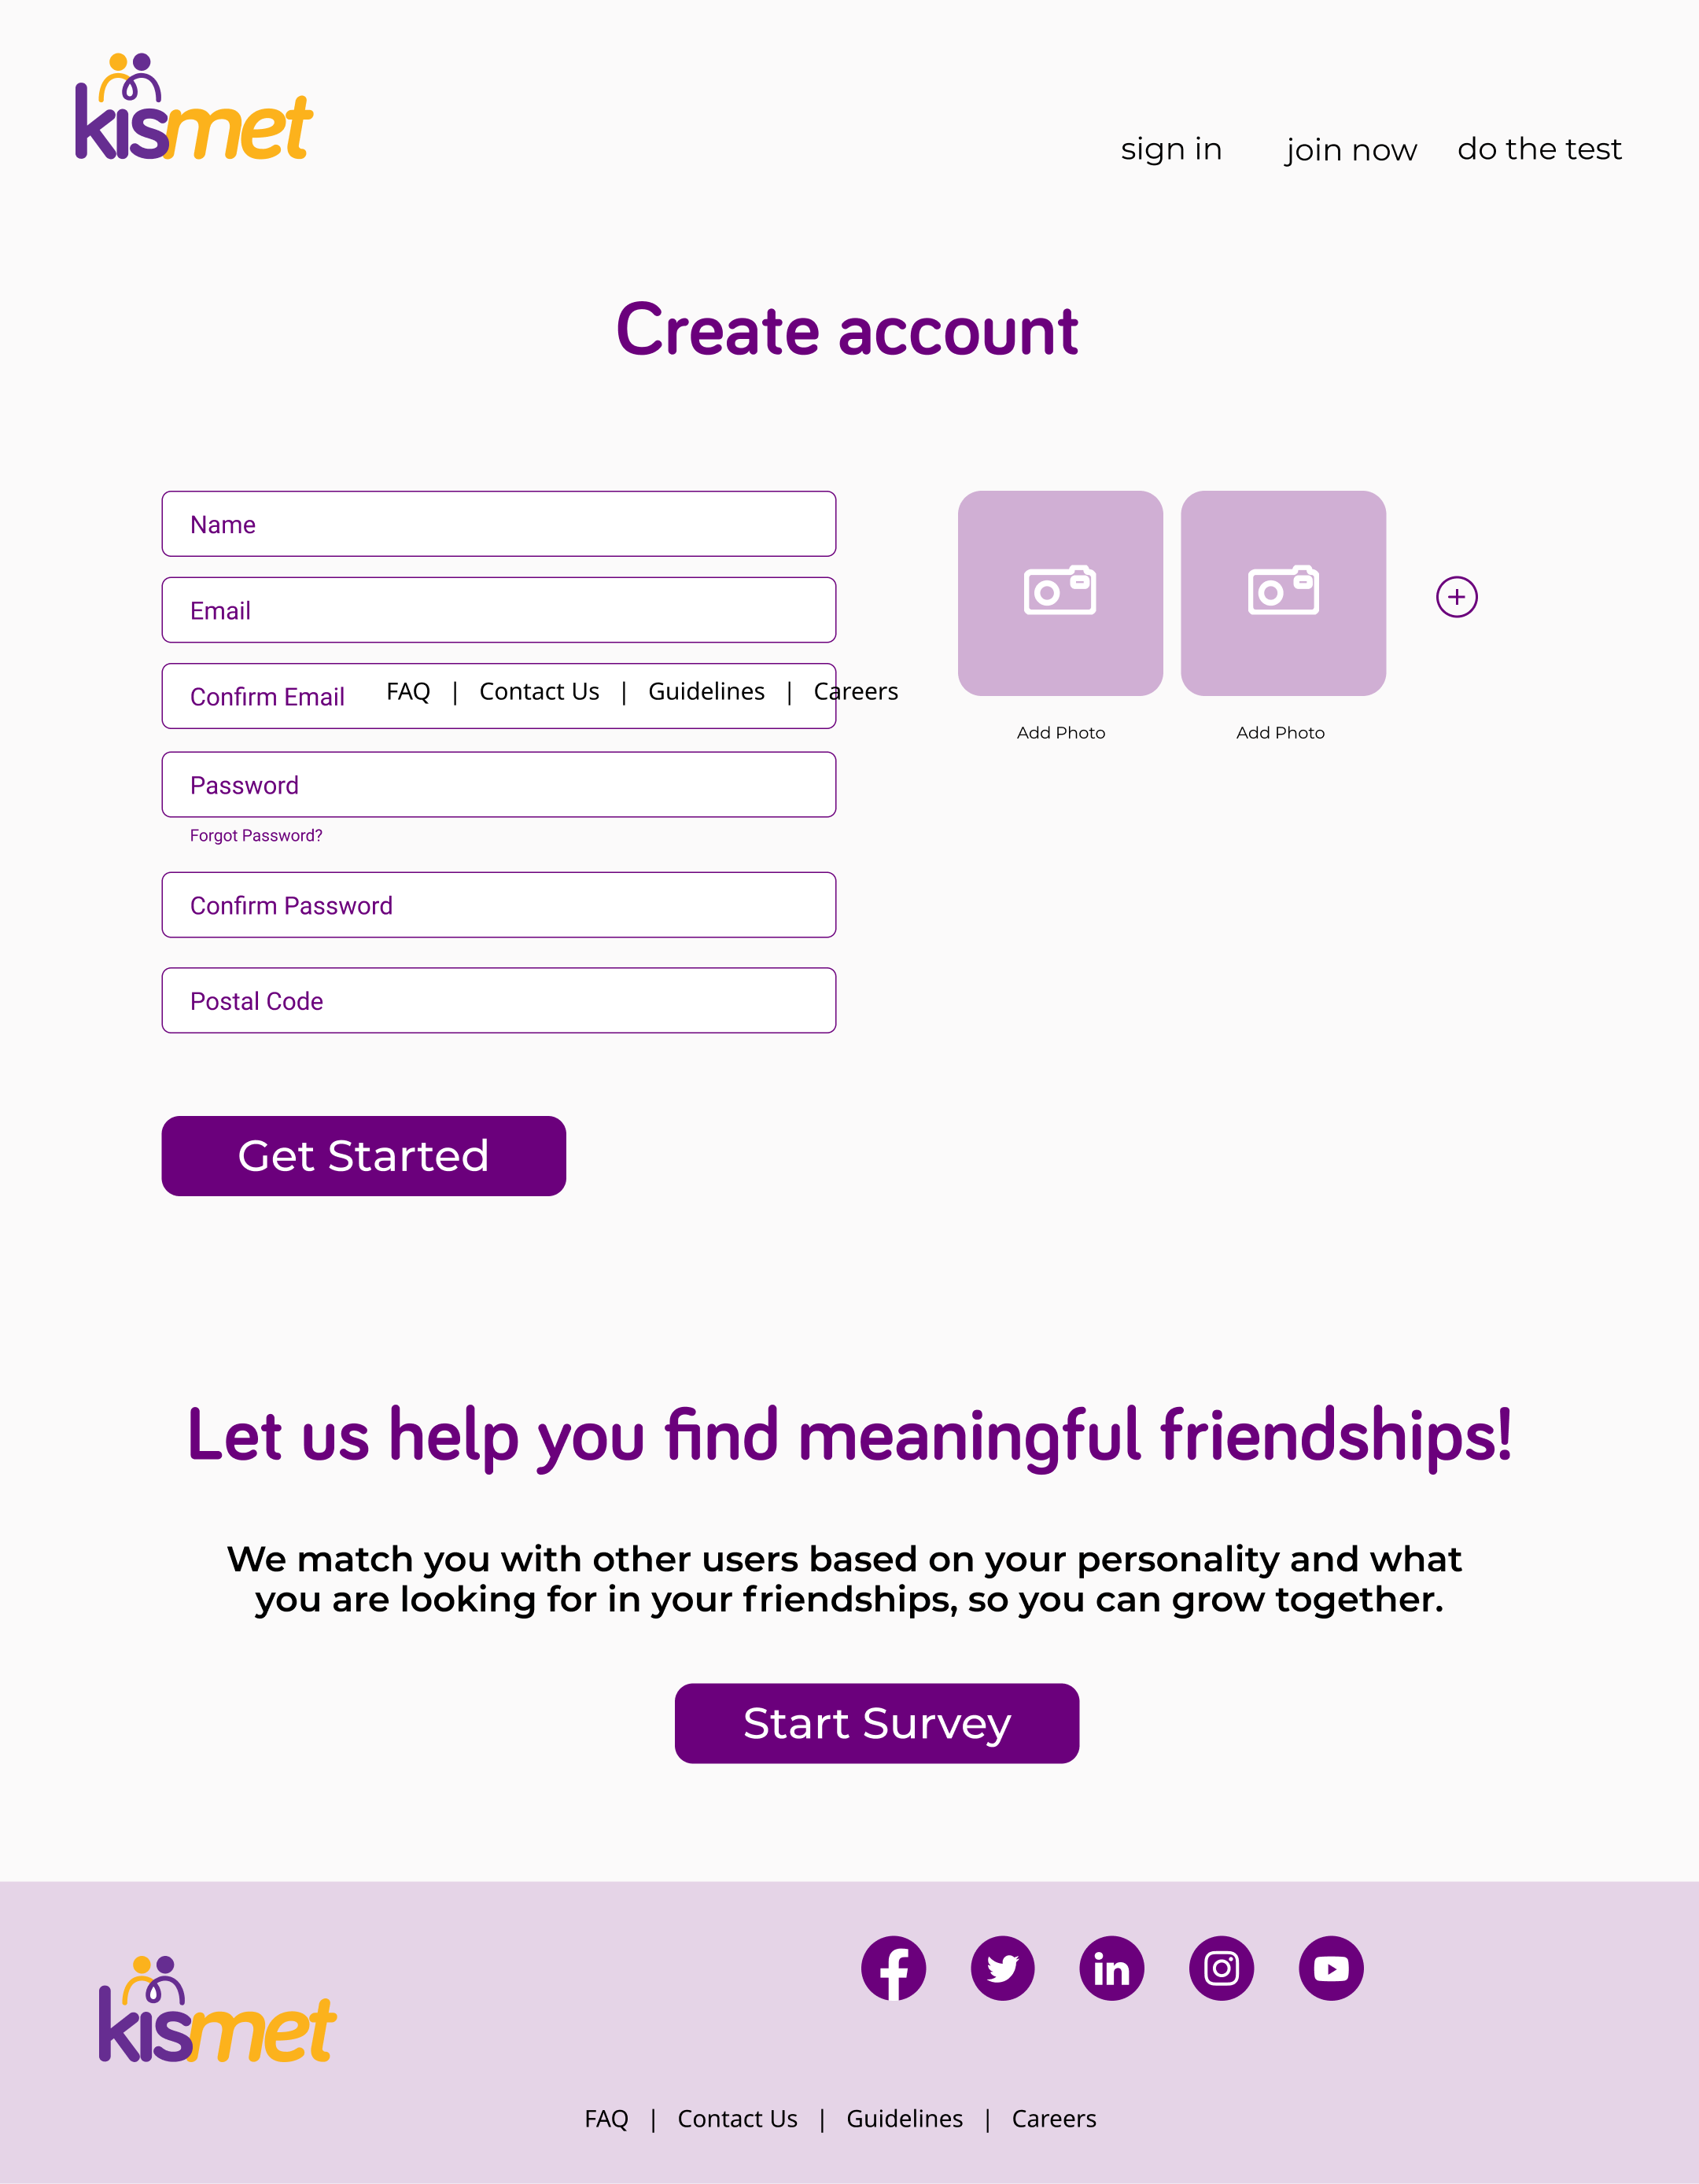 kismet
sign in join now do the test
Create account
Name
Email
Confirm Email
FAQ | Contact Us | Guidelines | Careers
Password
Forgot Password?
Confirm Password
Postal Code
Add Photo Add Photo
Get Started
Let us help you find meaningful friendships!
We match you with other users based on your personality and what
you are looking for in your friendships, so you can grow together.
Start Survey
kismet
in
FAQ | Contact Us | Guidelines | Careers